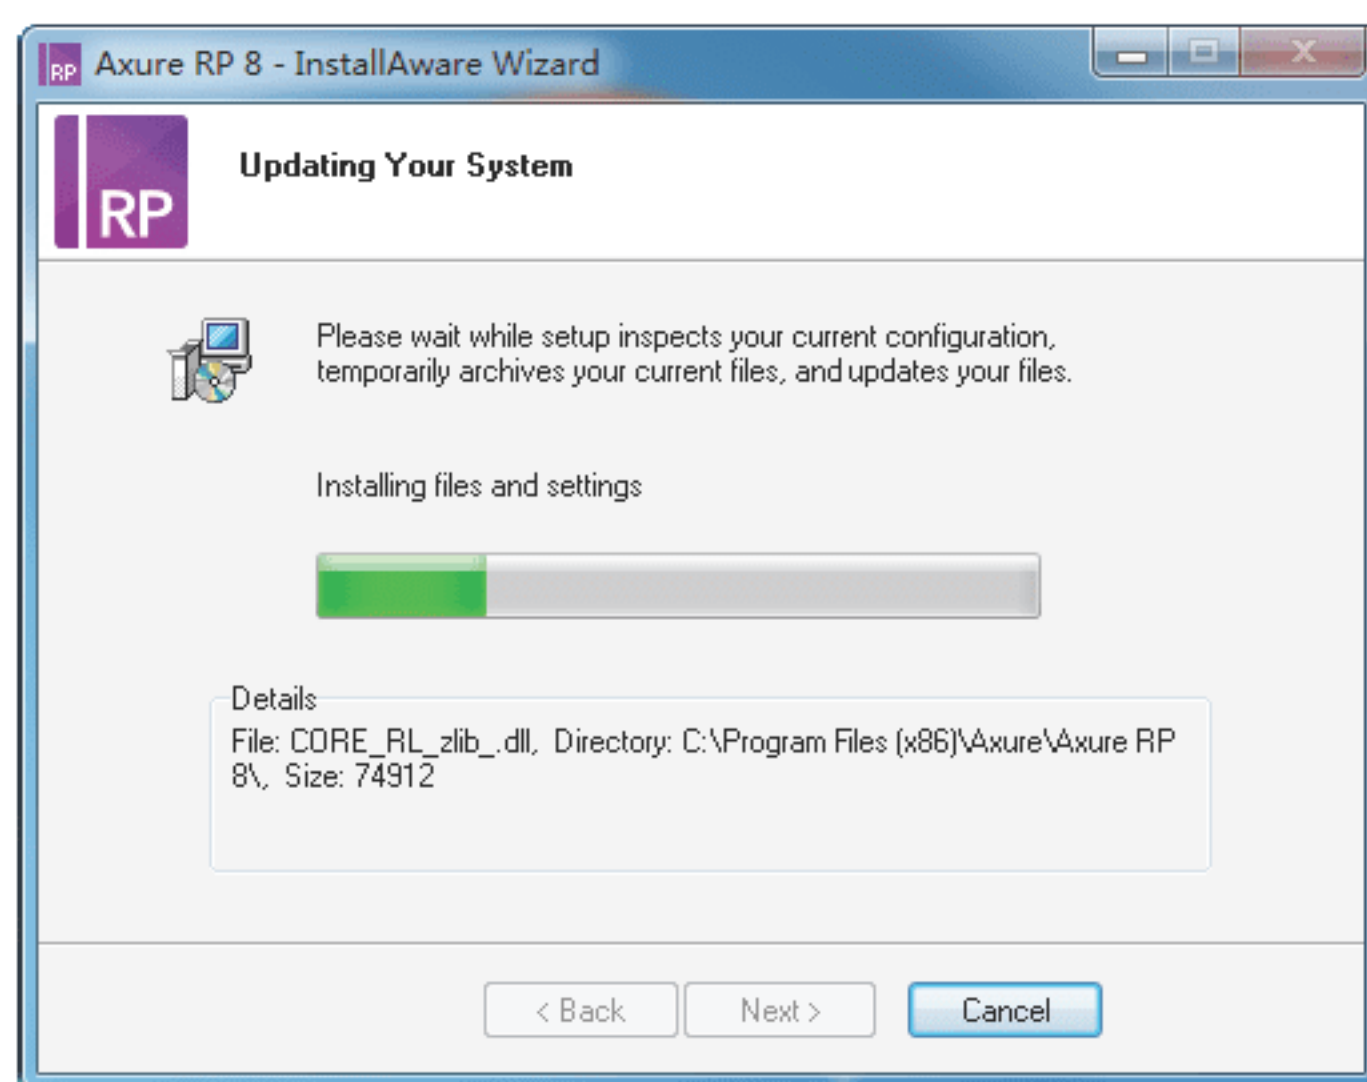 RP Axure RP 8 - InstallAware Wizard
RP
Updating Your System
Please wait while setup inspects your current configuration,
temporarily archives your current files, and updates your files.
Installing files and settings
Details
File: CORE_RL_zlib_.dll,  Directory: C:\Program Files (x86)\Axure\Axure RP
8\,  Size: 74912
< Back Next > Cancel